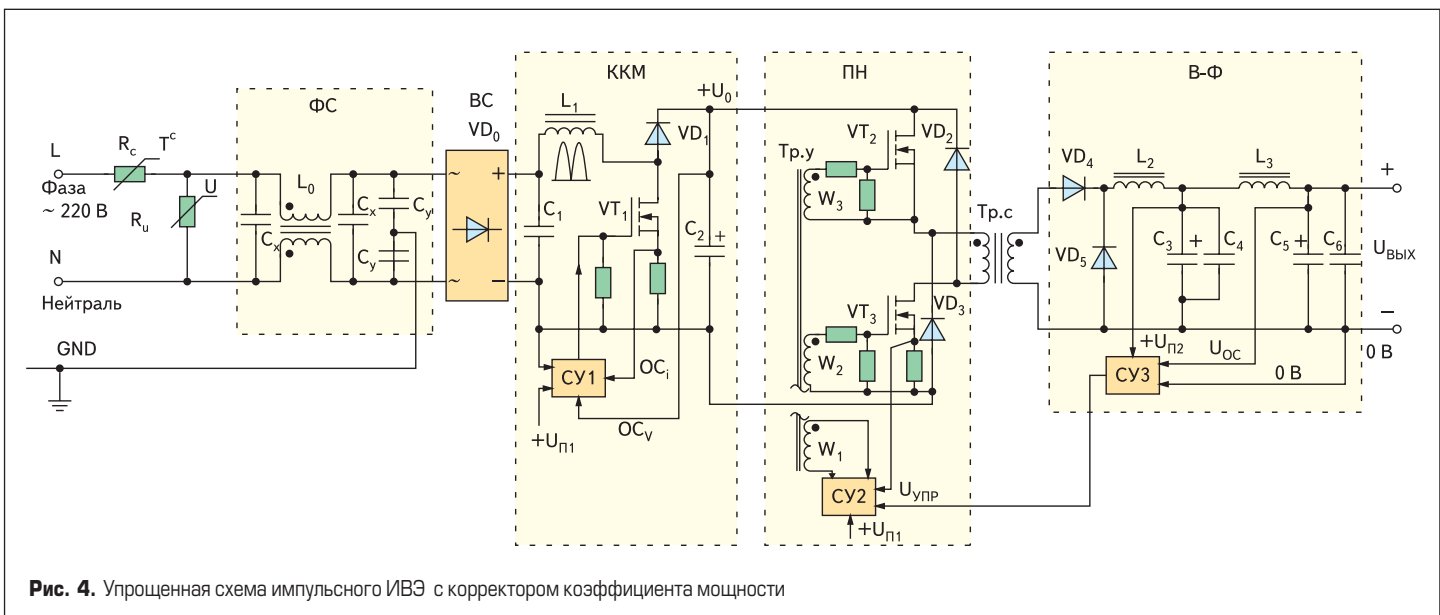 ККМ
ПН
В-Ф
ФС
ВС
VD0
+U0
L1
VD1
VT2
VD2
Тр.у
W3
VD4
L2
L3
+
Rc
T^c
L
Фаза
~ 220 В
U
Ru
L0
Cx
Cx
Cy
Cy
~
+
~
−
C1
VT1
C2
+
Тр.с
VD5
C3
+
C4
C5
+
C6
UВЫХ
N
Нейтраль
VT3
VD3
W2
−
0 В
GND
СУ1
OCi
OCV
+UП1
W1
СУ2
UУПР
+UП1
+UП2
UОС
СУ3
0 В
Рис. 4. Упрощенная схема импульсного ИВЭ с корректором коэффициента мощности